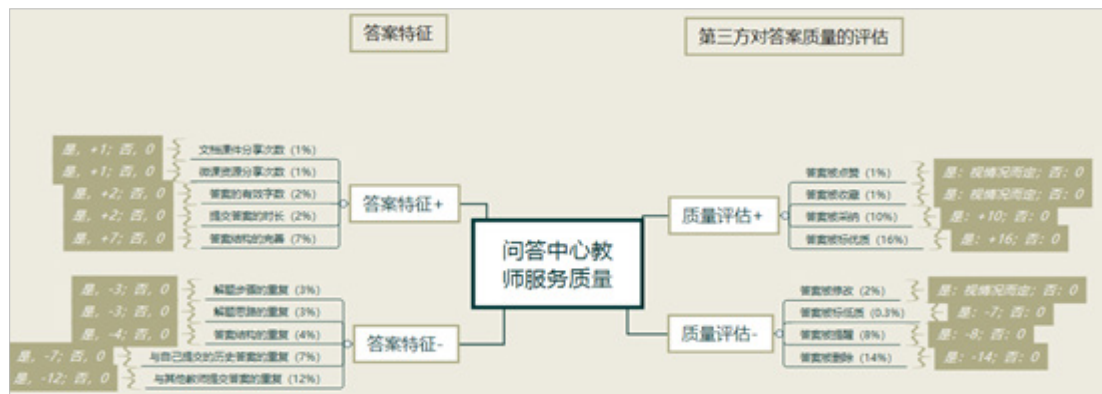 答案特征
第三方对答案质量的评估
是，+1；否，0
文档课件分享次数（1%）
是，+1；否，0
微课资源分享次数（1%）
是，+2；否，0
答案的有效字数（2%）
是，+2；否，0
提交答案的时长（2%）
是，+7；否，0
答案结构的完善（7%）
答案特征+
是，-3；否，0
解题步骤的重复（3%）
是，-3；否，0
解题思路的重复（3%）
是，-4；否，0
答案结构的重复（4%）
是，-7；否，0
与自己提交的历史答案的重复（7%）
是，-12；否，0
与其他教师提交答案的重复（12%）
答案特征-
问答中心教
师服务质量
质量评估+
答案被点赞（1%）
是：视情况而定；否：0
答案被收藏（1%）
是：视情况而定；否：0
答案被采纳（10%）
是：+10；否：0
答案被标优质（16%）
是：+16；否：0
质量评估-
答案被修改（2%）
是：视情况而定；否：0
答案被标低质（0.3%）
是：-7；否：0
答案被提醒（8%）
是：-8；否：0
答案被删除（14%）
是：-14；否：0